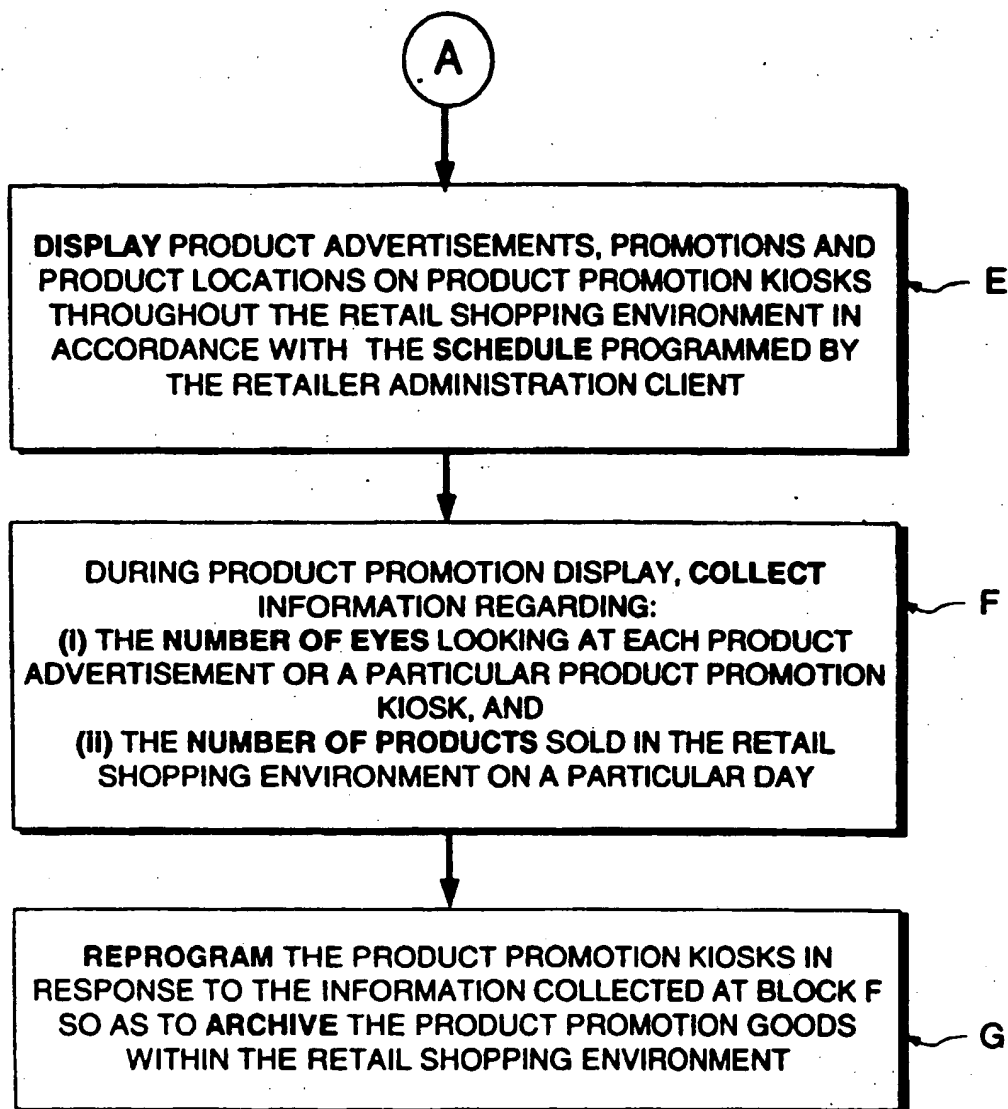 A
DISPLAY PRODUCT ADVERTISEMENTS, PROMOTIONS AND
PRODUCT LOCATIONS ON PRODUCT PROMOTION KIOSKS
THROUGHOUT THE RETAIL SHOPPING ENVIRONMENT IN
ACCORDANCE WITH THE SCHEDULE PROGRAMMED BY
THE RETAILER ADMINISTRATION CLIENT
E
DURING PRODUCT PROMOTION DISPLAY, COLLECT
INFORMATION REGARDING:
(i) THE NUMBER OF EYES LOOKING AT EACH PRODUCT
ADVERTISEMENT OR A PARTICULAR PRODUCT PROMOTION
KIOSK, AND
(ii) THE NUMBER OF PRODUCTS SOLD IN THE RETAIL
SHOPPING ENVIRONMENT ON A PARTICULAR DAY
F
REPROGRAM THE PRODUCT PROMOTION KIOSKS IN
RESPONSE TO THE INFORMATION COLLECTED AT BLOCK F
SO AS TO ARCHIVE THE PRODUCT PROMOTION GOODS
WITHIN THE RETAIL SHOPPING ENVIRONMENT
G